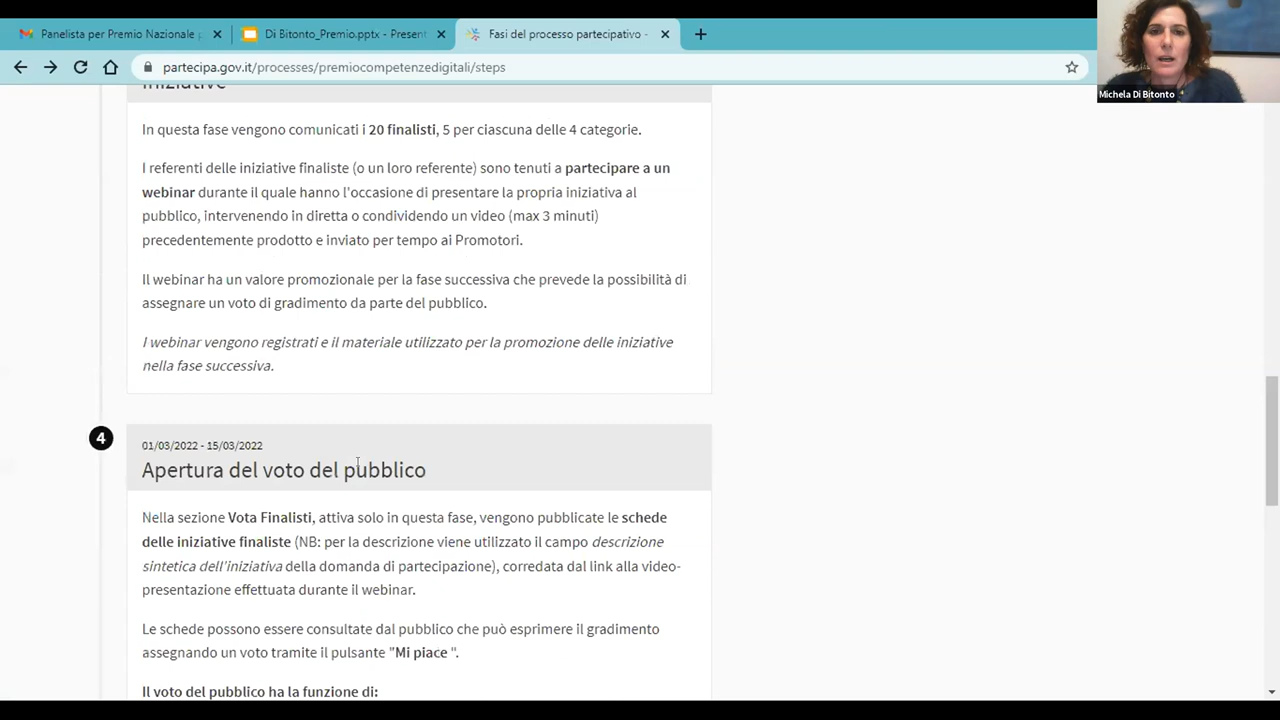 Panelista per Premio Nazionale
Di Bitonto_Premio.pptx - Present
Fasi del processo partecipativo -
partecipa.gov.it/processes/premiocompetenzedigitali/steps
Michela Di Bitonto
iniziative
In questa fase vengono comunicati i 20 finalisti, 5 per ciascuna delle 4 categorie.
I referenti delle iniziative finaliste (o un loro referente) sono tenuti a partecipare a un
webinar durante il quale hanno l'occasione di presentare la propria iniziativa al
pubblico, intervenendo in diretta o condividendo un video (max 3 minuti)
precedentemente prodotto e inviato per tempo ai Promotori.
Il webinar ha un valore promozionale per la fase successiva che prevede la possibilità di
assegnare un voto di gradimento da parte del pubblico.
I webinar vengono registrati e il materiale utilizzato per la promozione delle iniziative
nella fase successiva.
4
01/03/2022 - 15/03/2022
Apertura del voto del pubblico
Nella sezione Vota Finalisti, attiva solo in questa fase, vengono pubblicate le schede
delle iniziative finaliste (NB: per la descrizione viene utilizzato il campo descrizione
sintetica dell'iniziativa della domanda di partecipazione), corredata dal link alla video-
presentazione effettuata durante il webinar.
Le schede possono essere consultate dal pubblico che può esprimere il gradimento
assegnando un voto tramite il pulsante "Mi piace ".
Il voto del pubblico ha la funzione di: